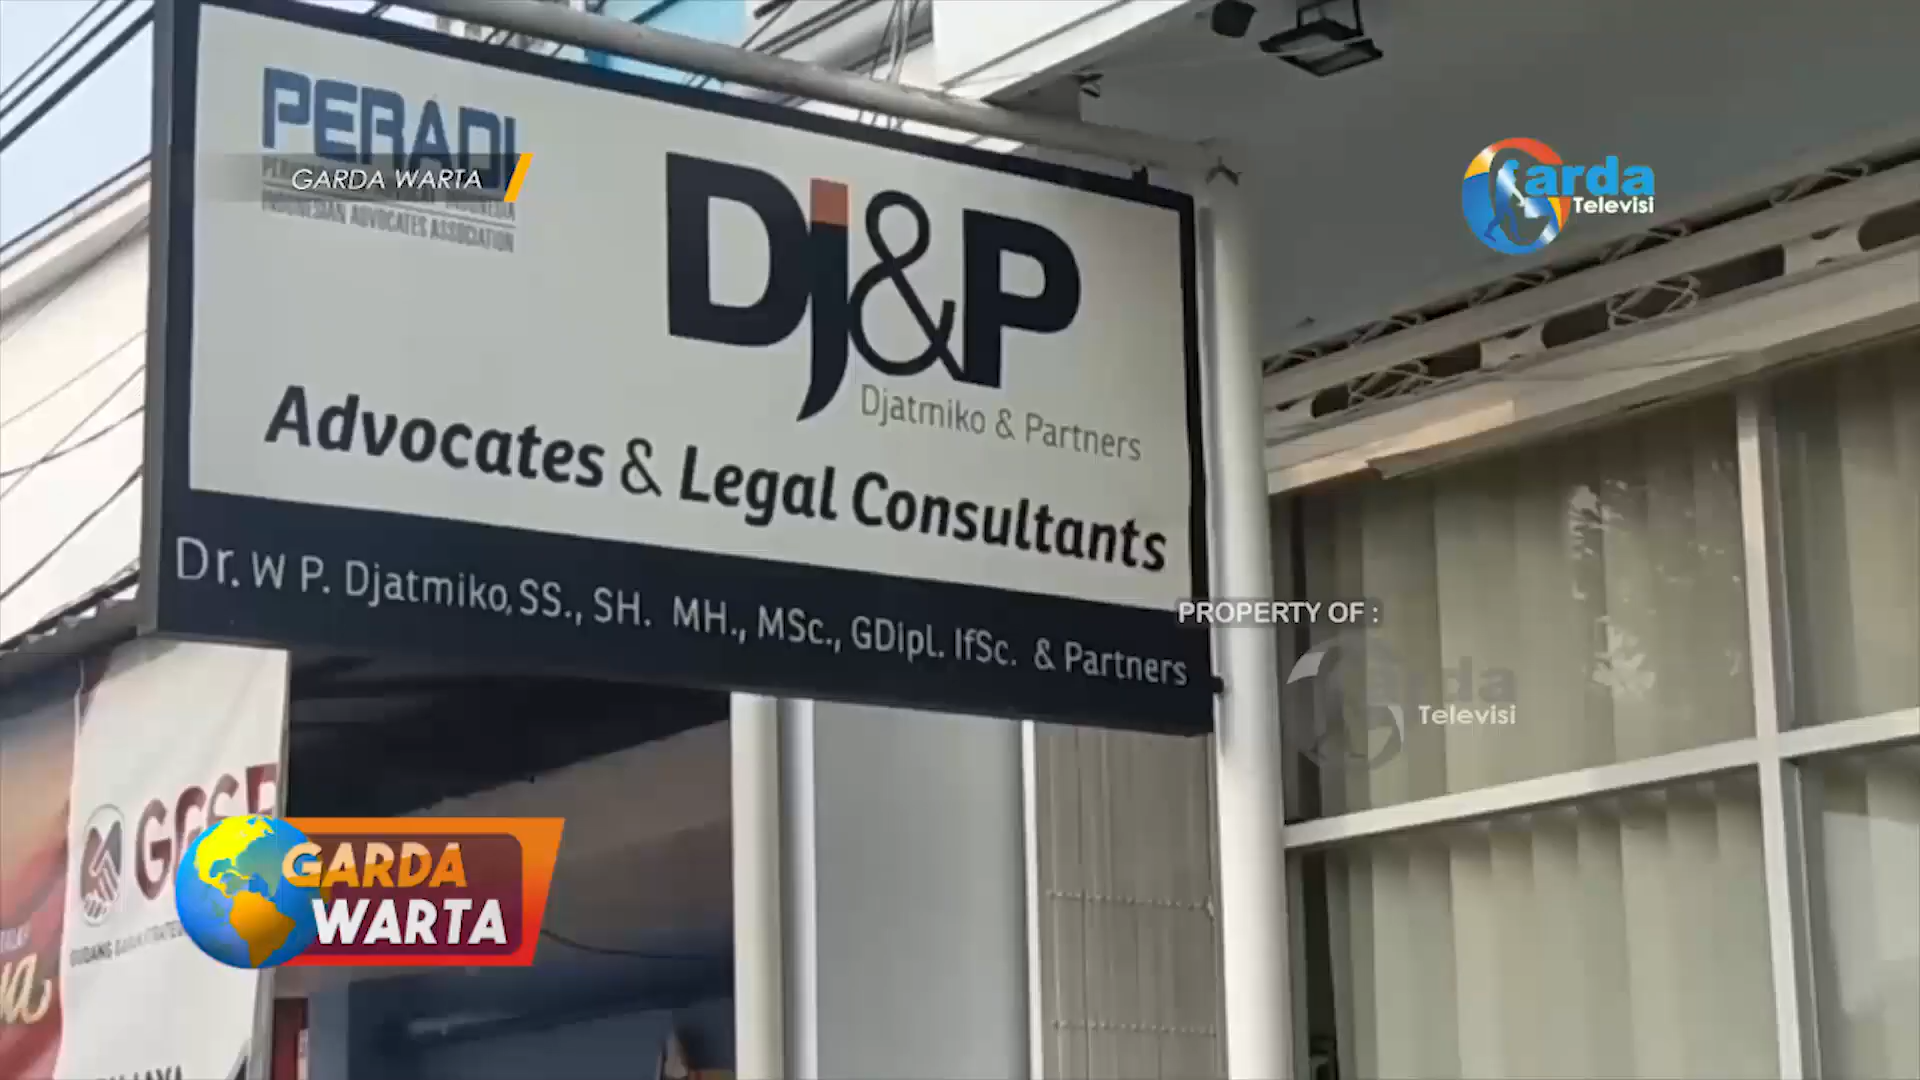 PERADI
GARDA WARTA
INDONESIAN ADVOCATES ASSOCIATION
Dj&P
Djatmiko & Partners
Advocates & Legal Consultants
Dr. W P. Djatmiko, SS., SH. MH., MSc., GDipl. IfSc. & Partners
Garda
Televisi
PROPERTY OF :
Garda
Televisi
GARDA
WARTA